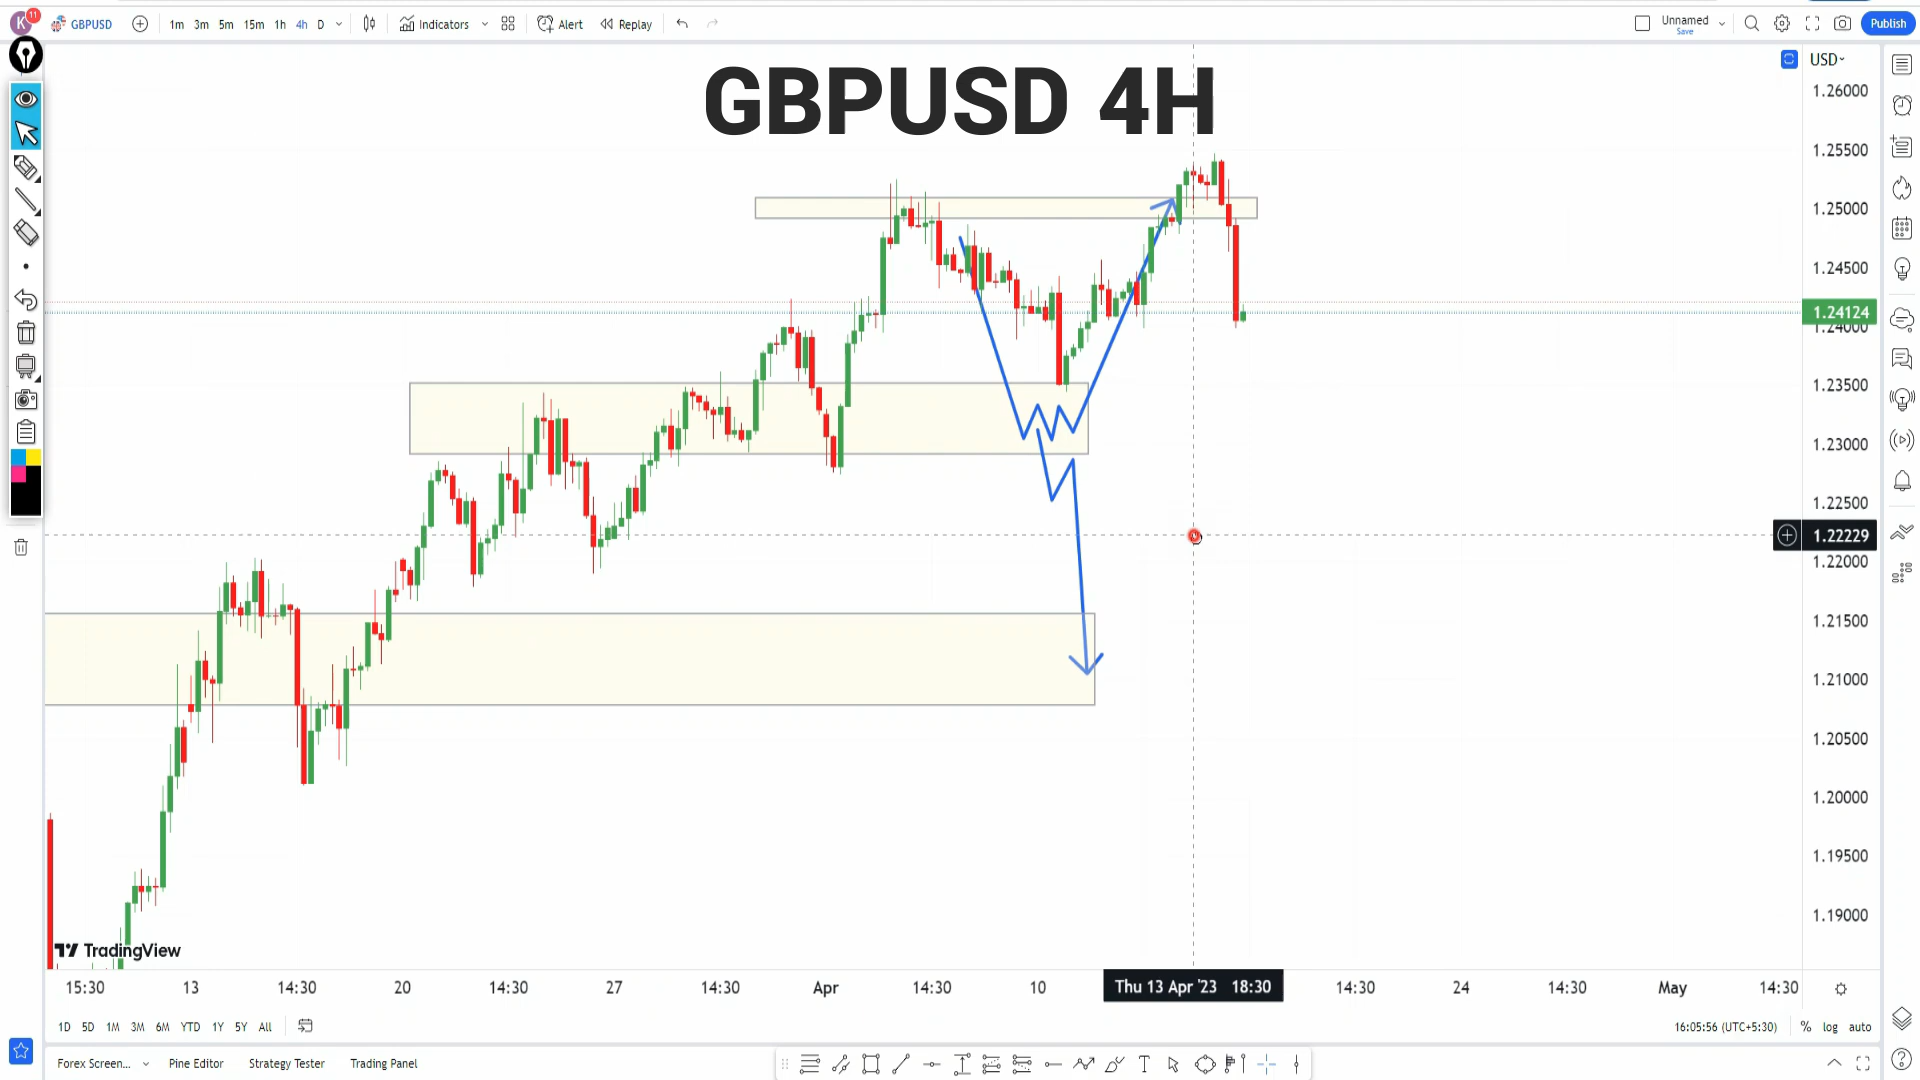 K 11 GBPUSD 1m 3m 5m 15m 1h 4h D Indicators Alert Replay Unnamed Save Publish
GBPUSD 4H
USD
1.26000
1.25500
1.25000
1.24500
1.24124
1.24000
1.23500
1.23000
1.22500
1.22229
1.22000
1.21500
1.21000
1.20500
1.20000
1.19500
1.19000
TradingView
15:30 13 14:30 20 14:30 27 14:30 Apr 14:30 10 Thu 13 Apr '23 18:30 14:30 24 14:30 May 14:30
1D 5D 1M 3M 6M YTD 1Y 5Y All 16:05:56 (UTC+5:30) % log auto
Forex Screen... Pine Editor Strategy Tester Trading Panel